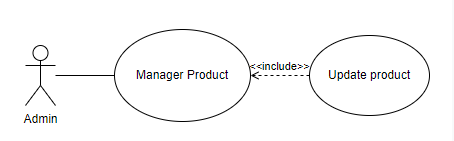 <<include>>
Manager Product
Update product
Admin